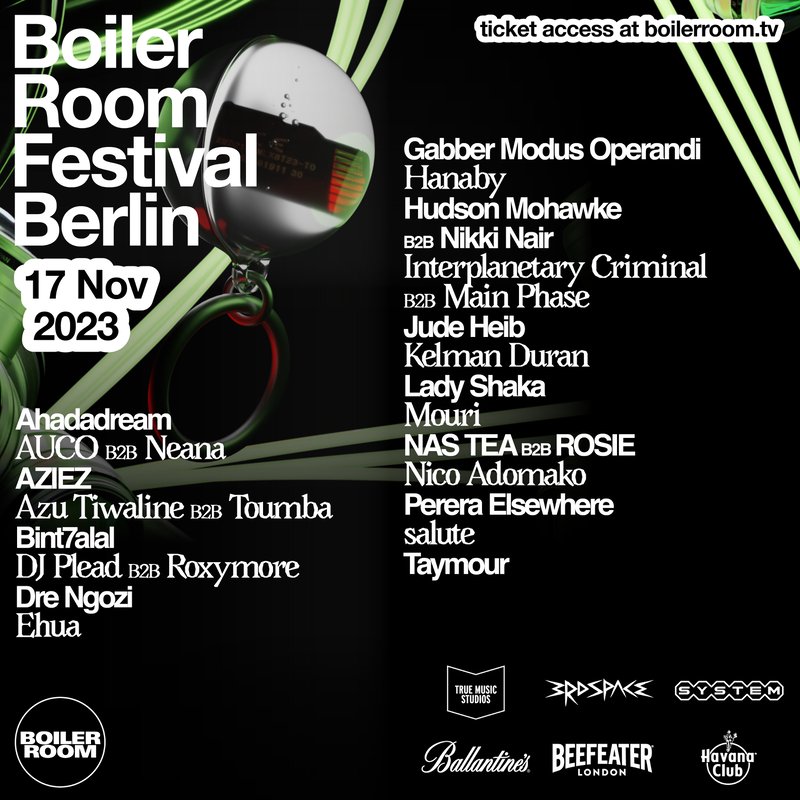 Boiler
Room
Festival
Berlin
17 Nov
2023
ticket access at boilerroom.tv
Ahadadream
AUCO B2B Neana
AZIEZ
Azu Tiwaline B2B Toumba
Bint7alal
DJ Plead B2B Roxymore
Dre Ngozi
Ehua
Gabber Modus Operandi
Hanaby
Hudson Mohawke
B2B Nikki Nair
Interplanetary Criminal
B2B Main Phase
Jude Heib
Kelman Duran
Lady Shaka
Mouri
NAS TEA B2B ROSIE
Nico Adomako
Perera Elsewhere
salute
Taymour
BOILER
ROOM
TRUE MUSIC
STUDIOS
3RDSPACE
SYSTEM
Ballantine's
BEEFEATER
LONDON
Havana
Club